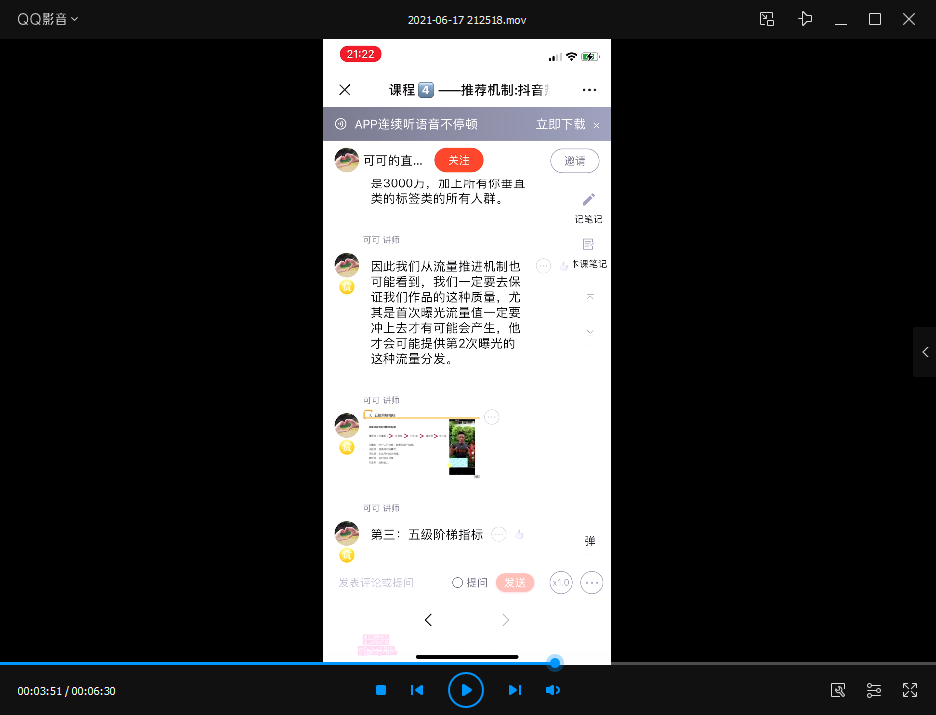 QQ影音
2021-06-17 212518.mov
21:22
课程 4 ——推荐机制:抖音
APP连续听语音不停顿
立即下载 ×
可可的直...
关注
邀请
是3000万，加上所有你垂直
类的标签类的所有人群。
记笔记
可可 讲师
本课笔记
因此我们从流量推进机制也
可能看到，我们一定要去保
证我们作品的这种质量，尤
其是首次曝光流量值一定要
冲上去才有可能会产生，他
才会可能提供第2次曝光的
这种流量分发。
可可 讲师
可可 讲师
第三：五级阶梯指标
弹
发表评论或提问
提问
发送
x1.0
00:03:51 / 00:06:30